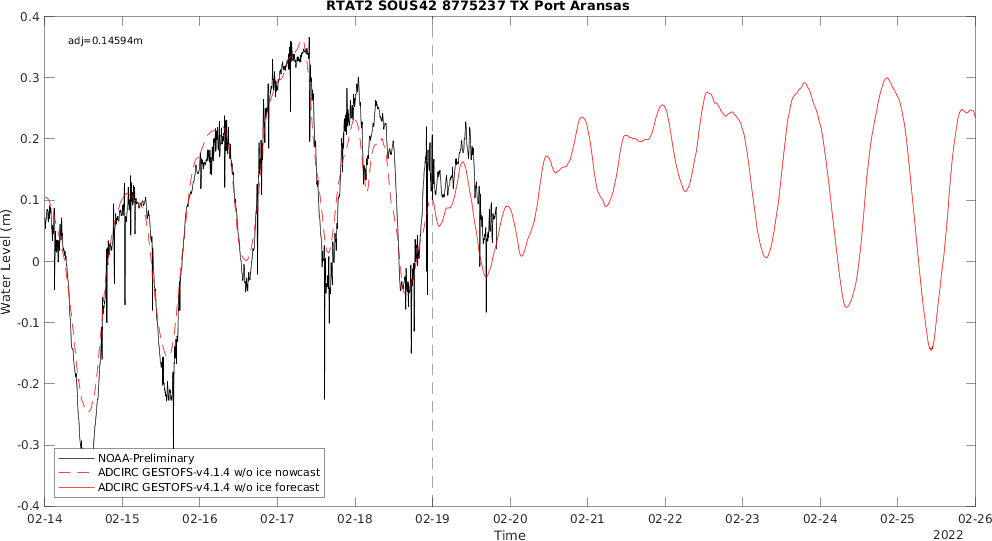 RTAT2 SOUS42 8775237 TX Port Aransas
adj=0.14594m
Water Level (m)
0.4
0.3
0.2
0.1
0
-0.1
-0.2
-0.3
-0.4
NOAA-Preliminary
ADCIRC GESTOFS-v4.1.4 w/o ice nowcast
ADCIRC GESTOFS-v4.1.4 w/o ice forecast
02-14 02-15 02-16 02-17 02-18 02-19 02-20 02-21 02-22 02-23 02-24 02-25 02-26
Time
2022